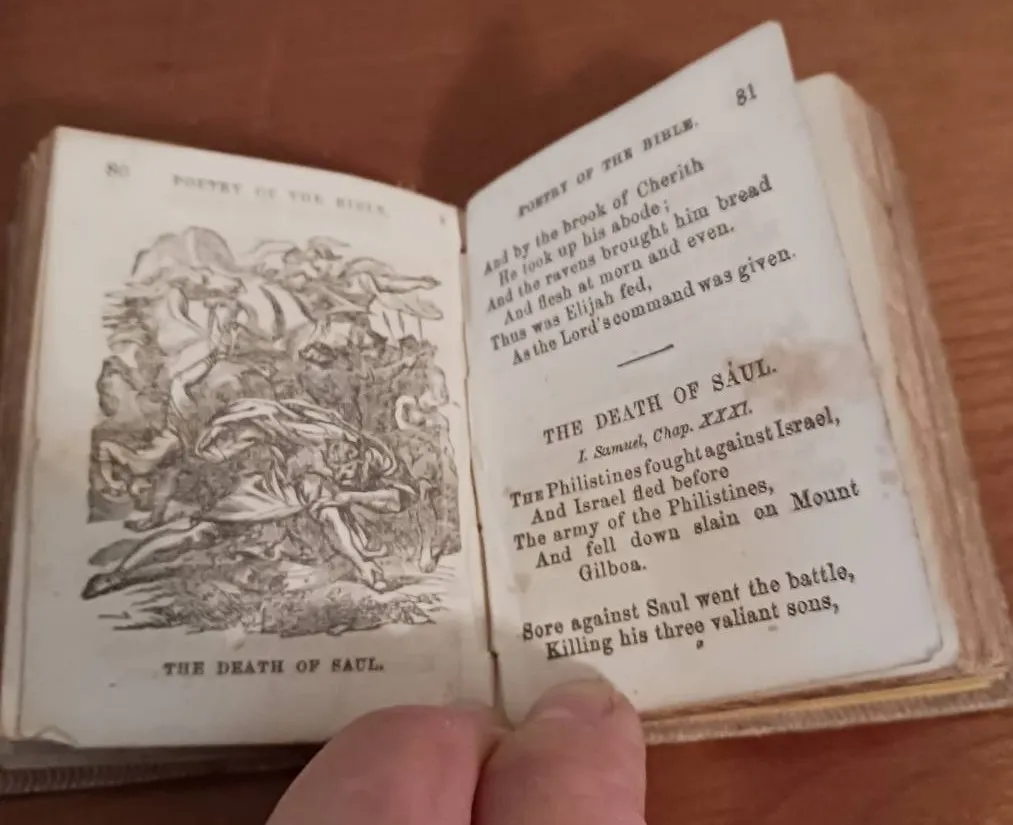 80
POETRY OF THE BIBLE.
THE DEATH OF SAUL.
81
POETRY OF THE BIBLE.
And by the brook of Cherith
He took up his abode;
And the ravens brought him bread
And flesh at morn and even.
Thus was Elijah fed,
As the Lord's command was given.
THE DEATH OF SAUL.
I. Samuel, Chap. XXXI.
THE Philistines fought against Israel,
And Israel fled before
The army of the Philistines,
And fell down slain on Mount
Gilboa.
Sore against Saul went the battle,
Killing his three valiant sons,